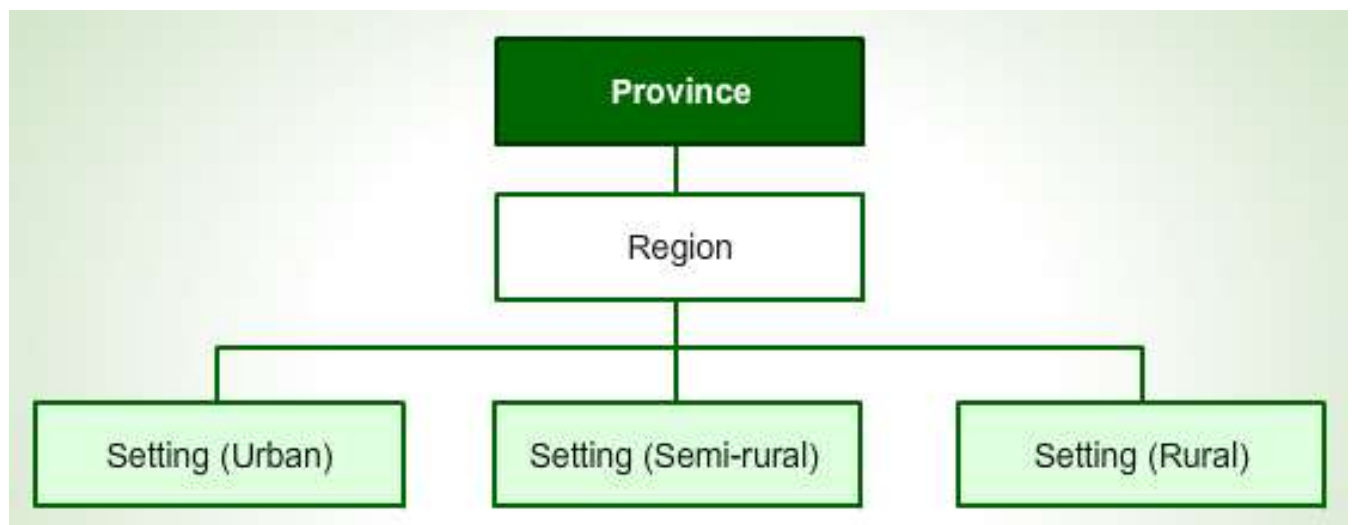 Province
Region
Setting (Urban)
Setting (Semi-rural)
Setting (Rural)